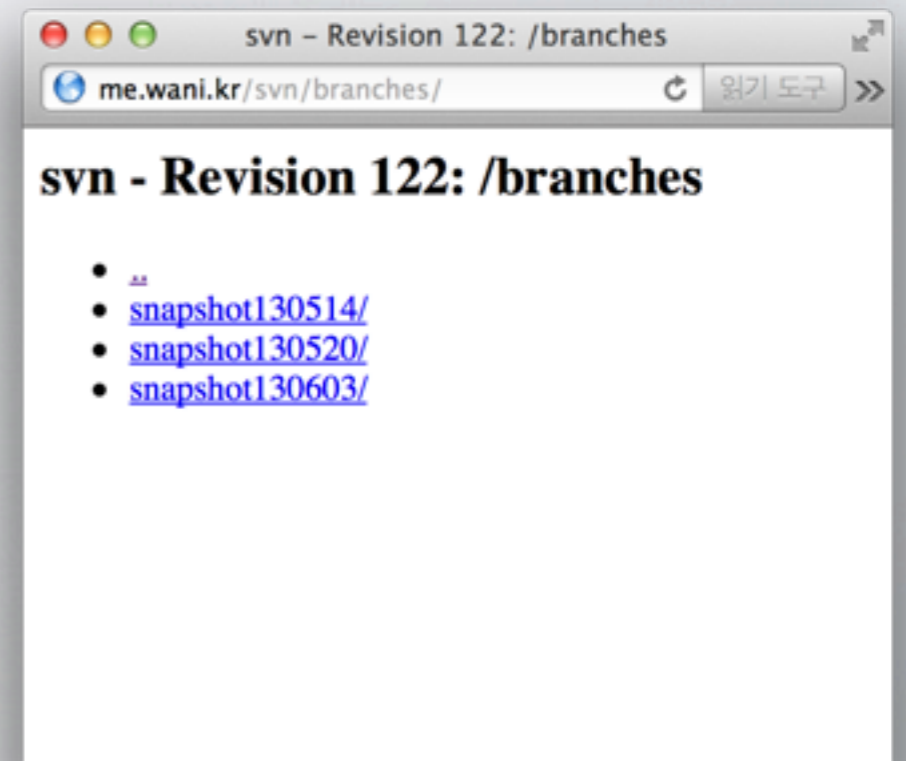 svn – Revision 122: /branches
me.wani.kr/svn/branches/ 읽기 도구
svn - Revision 122: /branches
..
snapshot130514/
snapshot130520/
snapshot130603/